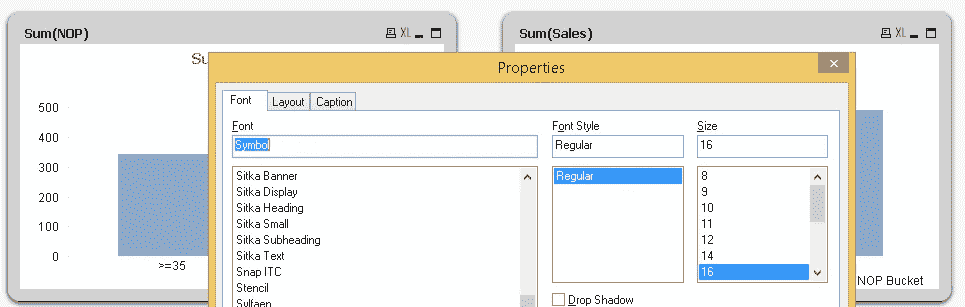 Sum(NOP)
XL
Sum(Sales)
XL
Su
Properties
Font
Layout
Caption
Font
Font Style
Size
Symbol
Regular
16
500
400
300
200
100
0
>=35
Sitka Banner
Sitka Display
Sitka Heading
Sitka Small
Sitka Subheading
Sitka Text
Snap ITC
Stencil
Sylfaen
Regular
8
9
10
11
12
14
16
Drop Shadow
NOP Bucket